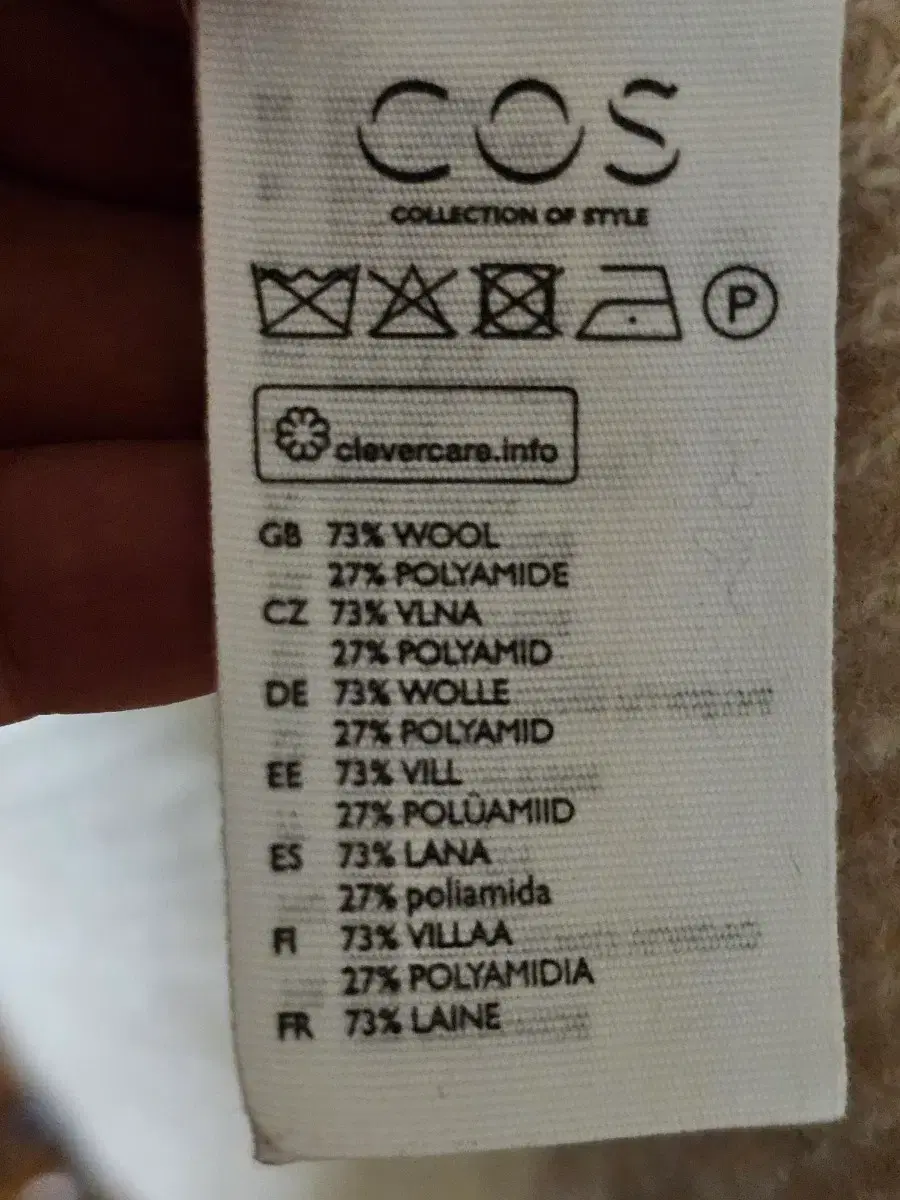 COS
COLLECTION OF STYLE
P
clevercare.info
GB 73% WOOL
27% POLYAMIDE
CZ 73% VLNA
27% POLYAMID
DE 73% WOLLE
27% POLYAMID
EE 73% VILL
27% POLÜAMIID
ES 73% LANA
27% poliamida
FI 73% VILLAA
27% POLYAMIDIA
FR 73% LAINE